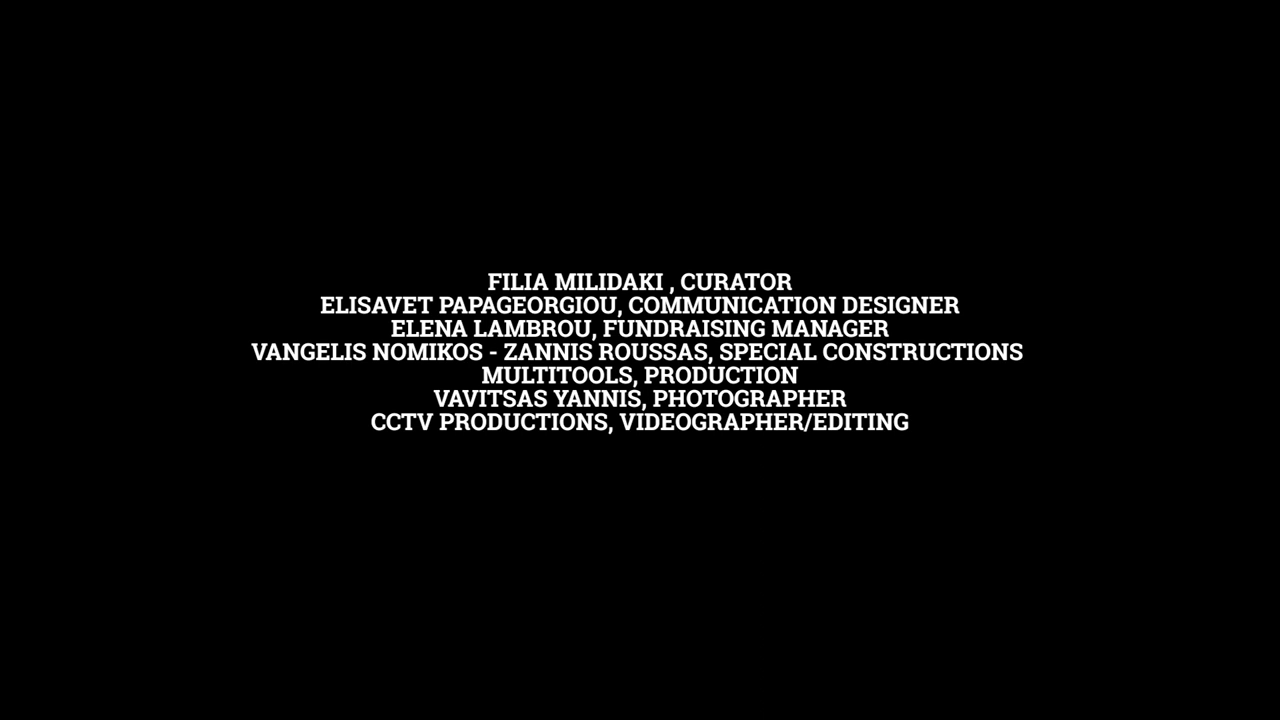 FILIA MILIDAKI , CURATOR
ELISAVET PAPAGEORGIOU, COMMUNICATION DESIGNER
ELENA LAMBROU, FUNDRAISING MANAGER
VANGELIS NOMIKOS - ZANNIS ROUSSAS, SPECIAL CONSTRUCTIONS
MULTITOOLS, PRODUCTION
VAVITSAS YANNIS, PHOTOGRAPHER
CCTV PRODUCTIONS, VIDEOGRAPHER/EDITING